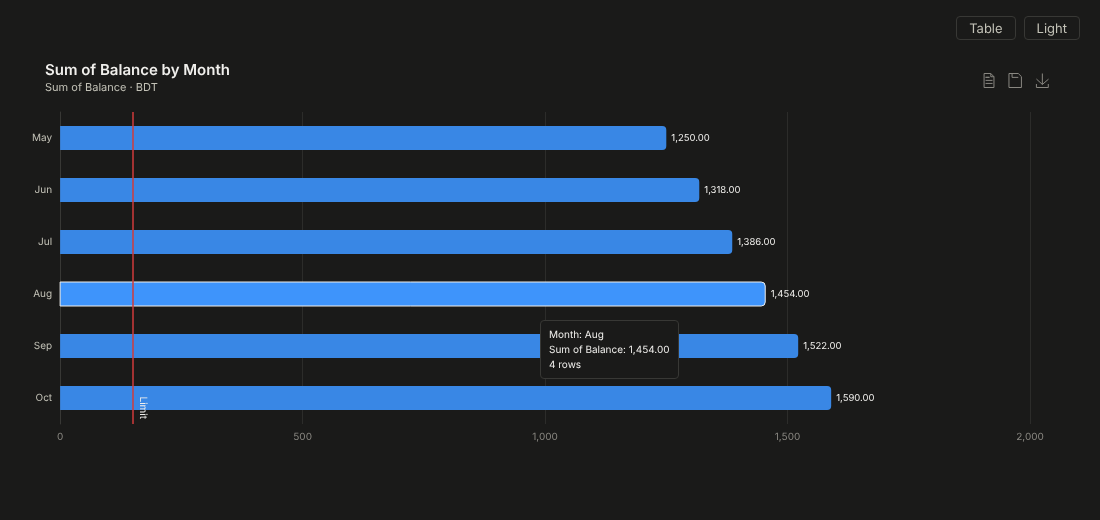 Table Light
Sum of Balance by Month
Sum of Balance · BDT
May 1,250.00
Jun 1,318.00
Jul 1,386.00
Aug 1,454.00
Month: Aug
Sum of Balance: 1,454.00
4 rows
Sep 1,522.00
Oct 1,590.00
Limit
0 500 1,000 1,500 2,000